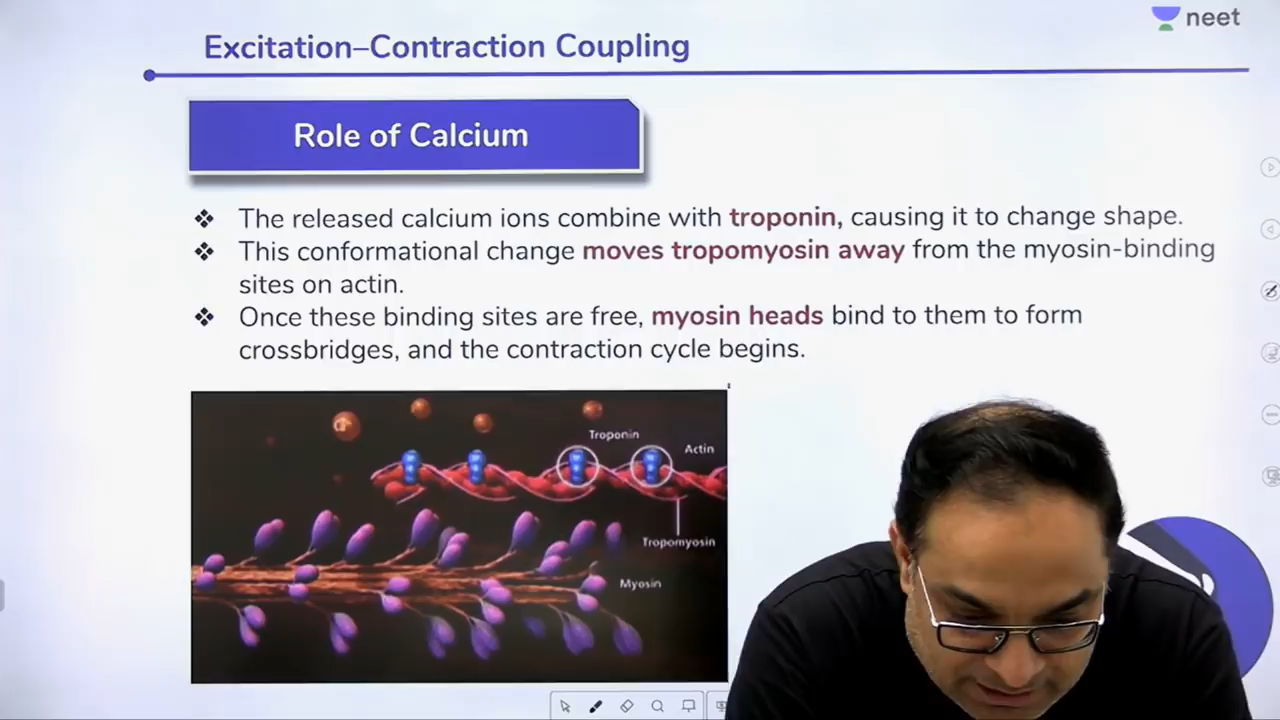 neet
Excitation–Contraction Coupling
Role of Calcium
❖ The released calcium ions combine with troponin, causing it to change shape.
❖ This conformational change moves tropomyosin away from the myosin-binding
sites on actin.
❖ Once these binding sites are free, myosin heads bind to them to form
crossbridges, and the contraction cycle begins.
Troponin
Actin
Tropomyosin
Myosin